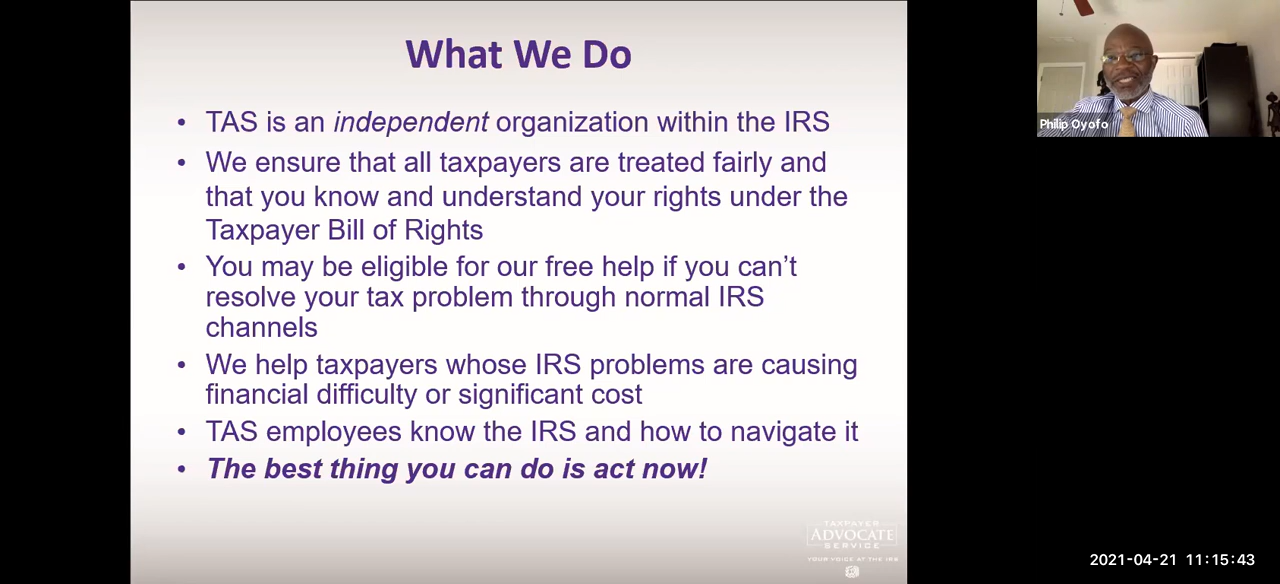 What We Do
• TAS is an independent organization within the IRS
• We ensure that all taxpayers are treated fairly and
that you know and understand your rights under the
Taxpayer Bill of Rights
• You may be eligible for our free help if you can’t
resolve your tax problem through normal IRS
channels
• We help taxpayers whose IRS problems are causing
financial difficulty or significant cost
• TAS employees know the IRS and how to navigate it
• The best thing you can do is act now!
TAXPAYER
ADVOCATE
SERVICE
YOUR VOICE AT THE IRS
Philip Oyofo
2021-04-21 11:15:43